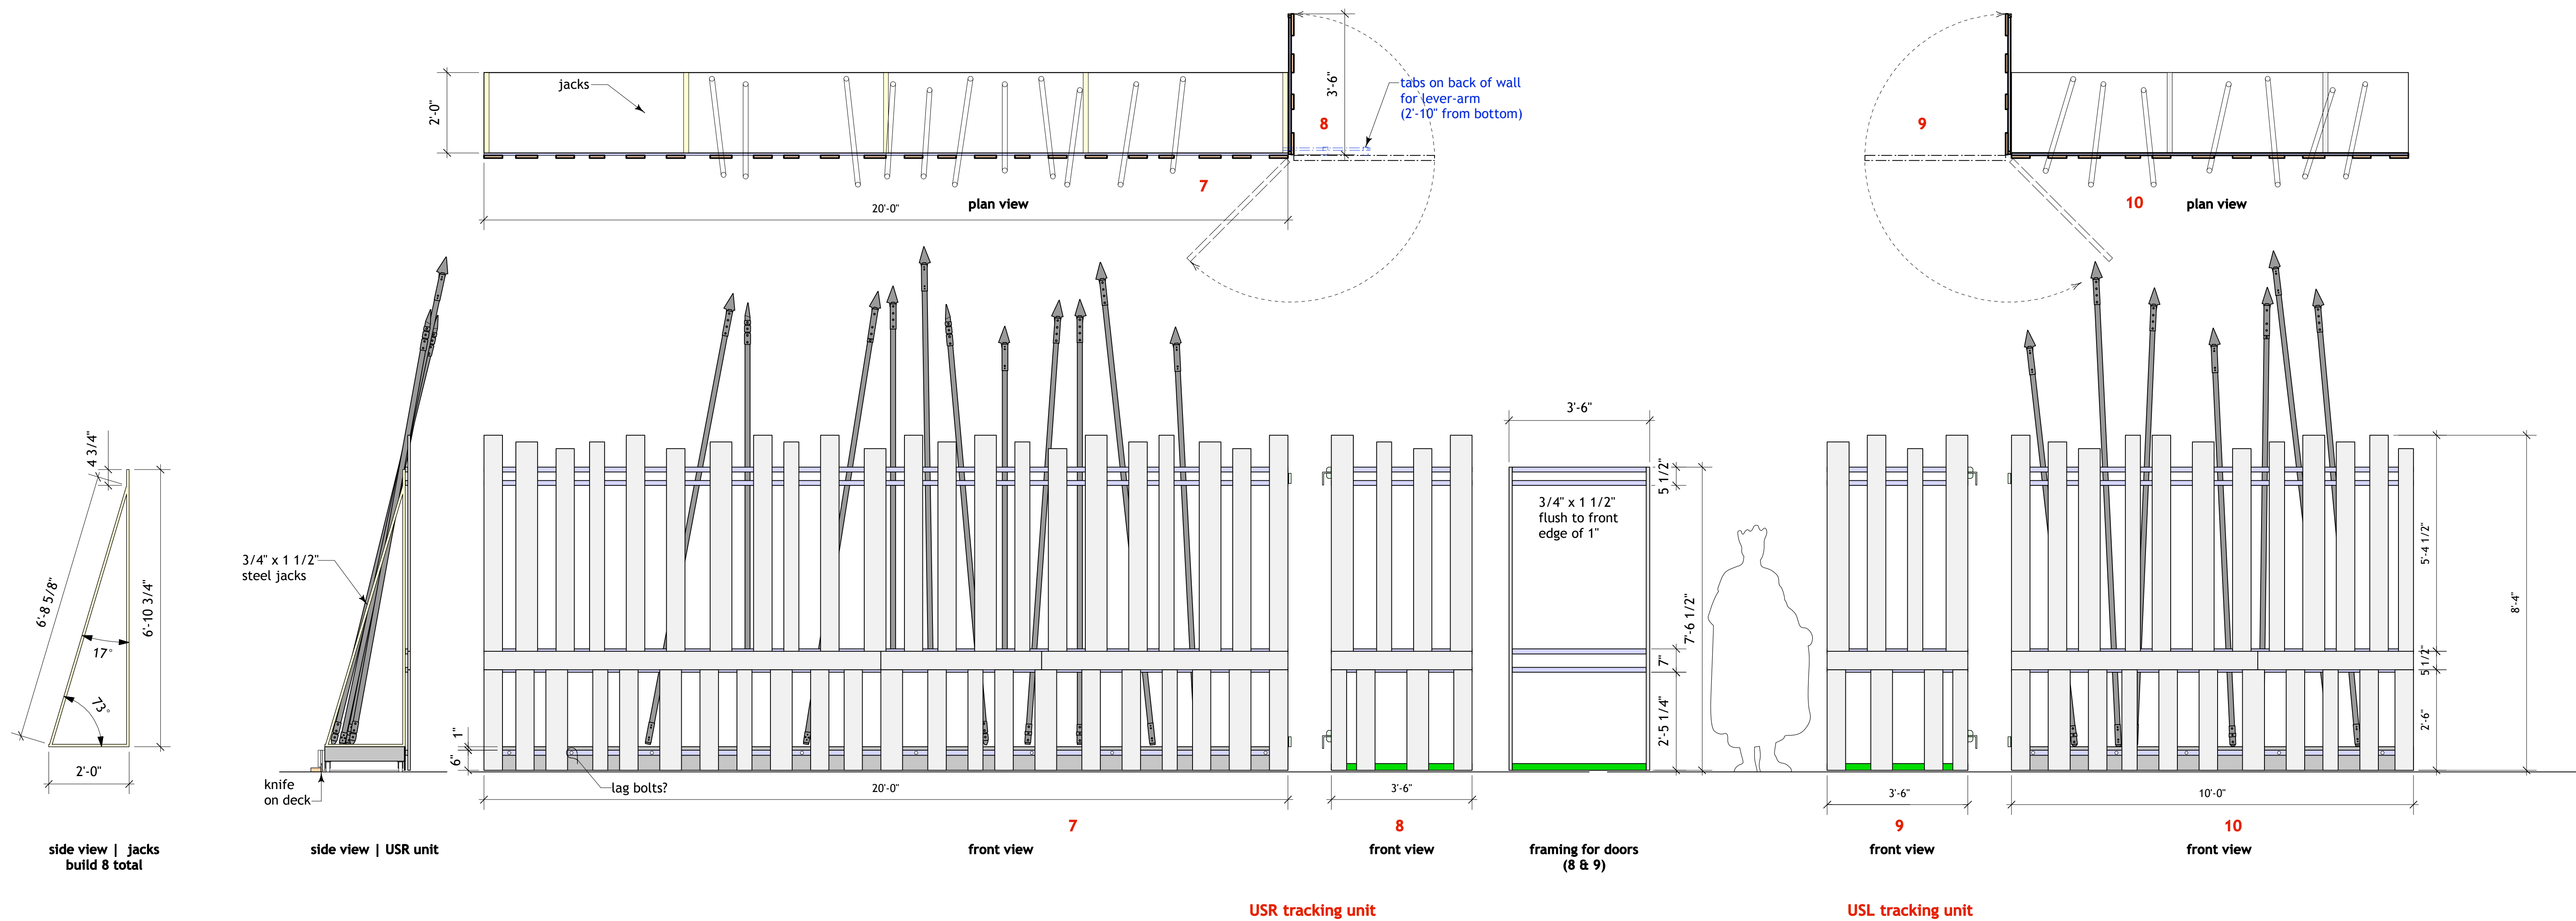 jacks
2'-0"
3'-6"
8
tabs on back of wall
for lever-arm
(2'-10" from bottom)
7
20'-0"
plan view
9
10
plan view
4 3/4"
6'-8 5/8"
6'-10 3/4"
17°
73°
2'-0"
3/4" x 1 1/2"
steel jacks
knife
on deck
1"
6"
lag bolts?
20'-0"
3'-6"
3'-6"
5 1/2"
3/4" x 1 1/2"
flush to front
edge of 1"
7'-6 1/2"
7"
2'-5 1/4"
3'-6"
10'-0"
5'-4 1/2"
5 1/2"
2'-6"
8'-4"
7
8
9
10
side view | jacks
build 8 total
side view | USR unit
front view
front view
framing for doors
(8 & 9)
front view
front view
USR tracking unit
USL tracking unit